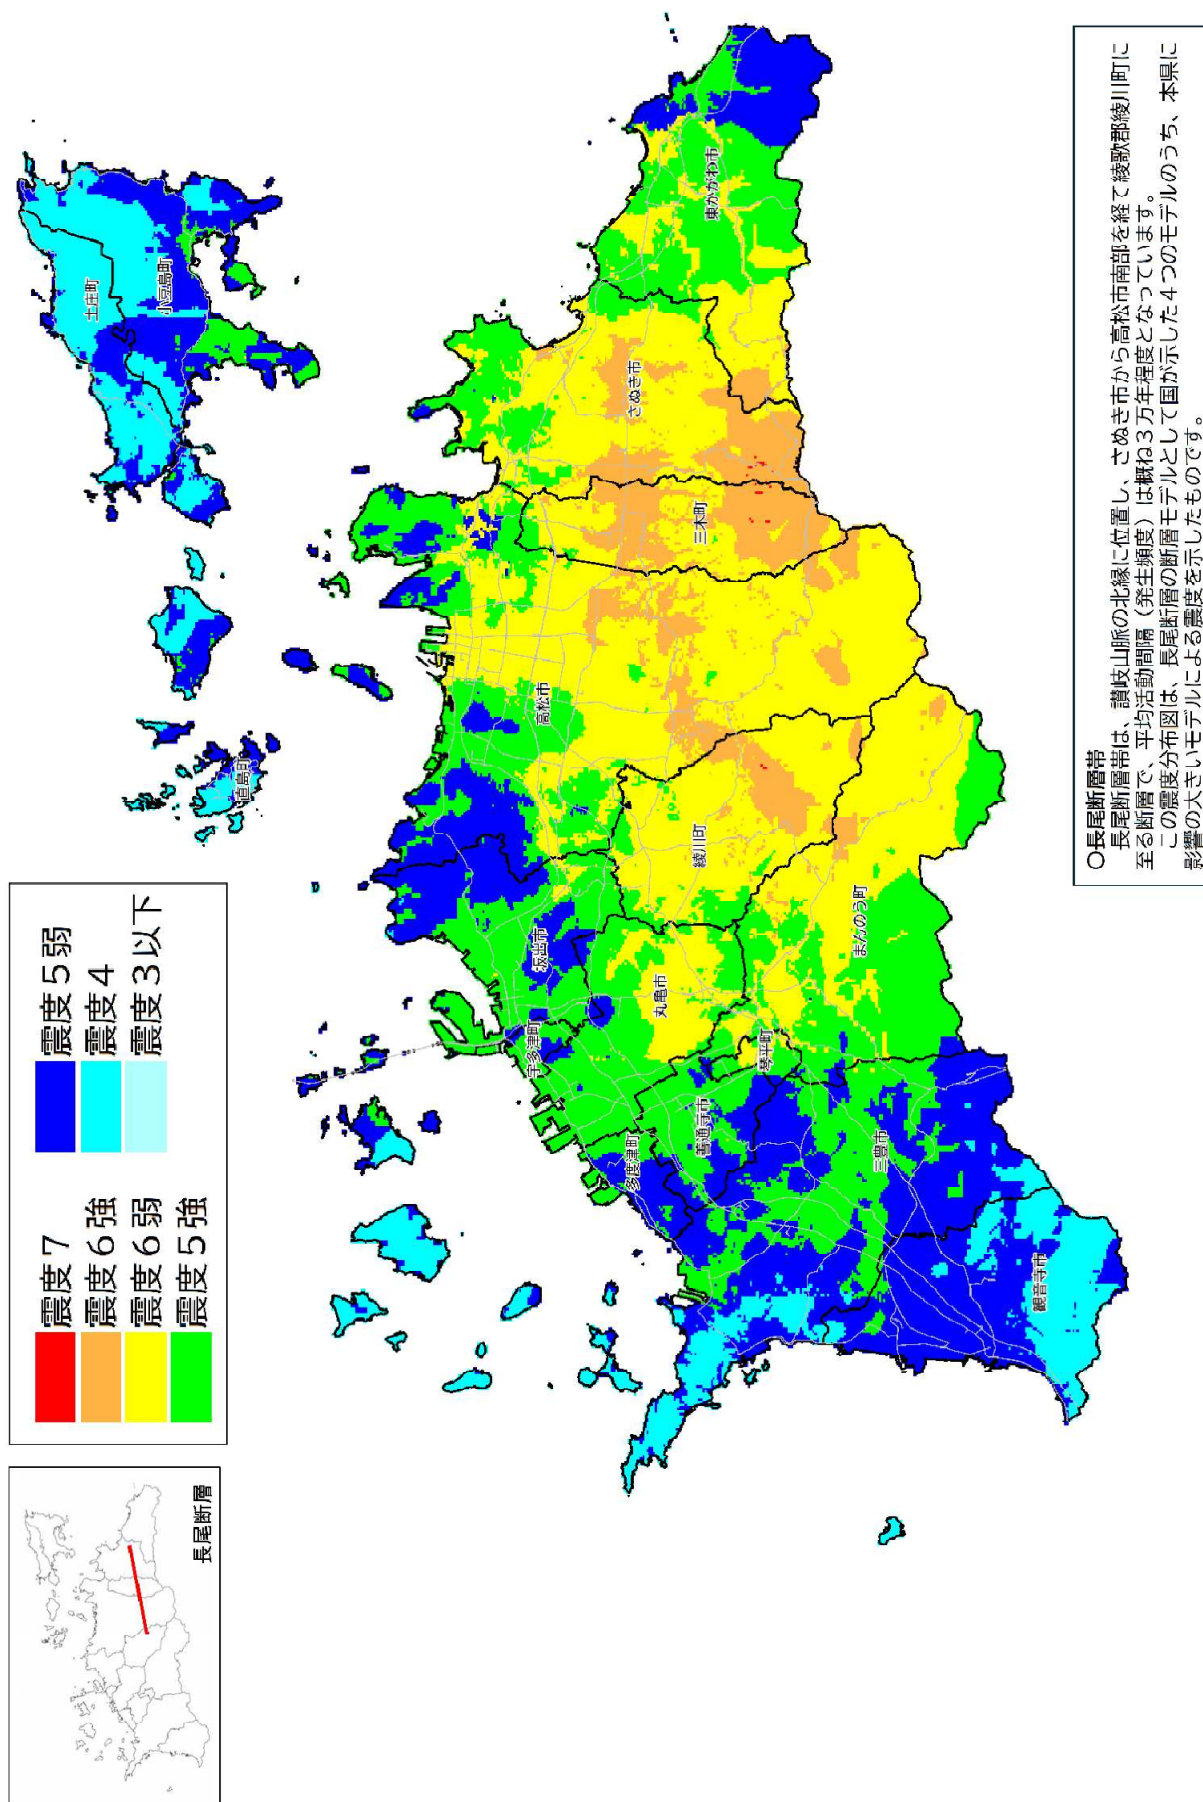 長尾断層
震度7
震度6強
震度6弱
震度5強
震度5弱
震度4
震度3以下
土庄町
小豆島町
直島町
高松市
さぬき市
三木町
東かがわ市
綾川町
坂出市
宇多津町
丸亀市
多度津町
善通寺市
琴平町
まんのう町
三豊市
観音寺市
○長尾断層帯
長尾断層帯は、讃岐山脈の北縁に位置し、さぬき市から高松市南部を経て綾歌郡綾川町に
至る断層で、平均活動間隔(発生頻度)は概ね3万年程度となっています。
この震度分布図は、長尾断層の断層モデルとして国が示した4つのモデルのうち、本県に
影響の大きいモデルによる震度を示したものです。